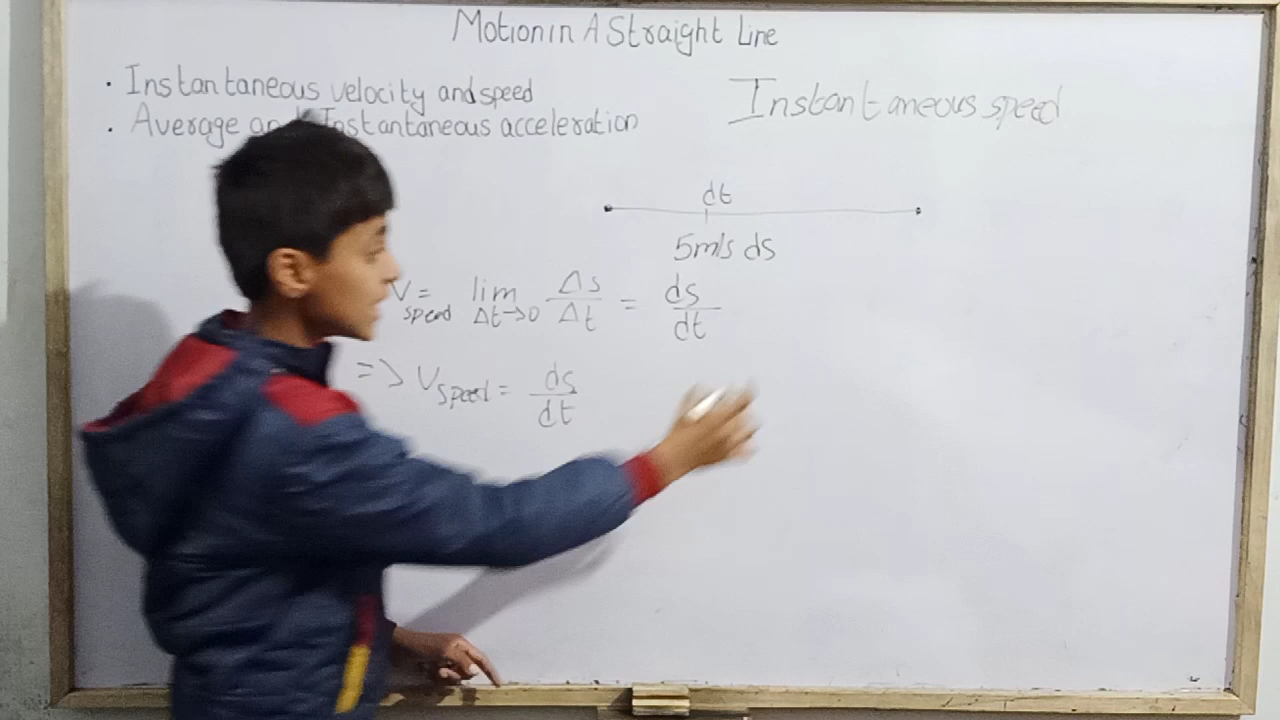 Motion in A Straight Line
· Instantaneous velocity and speed
· Average and Instantaneous acceleration
Instantaneous speed
dt
5m/s ds
V speed = lim Δt→0 Δs/Δt = ds/dt
=> V speed = ds/dt